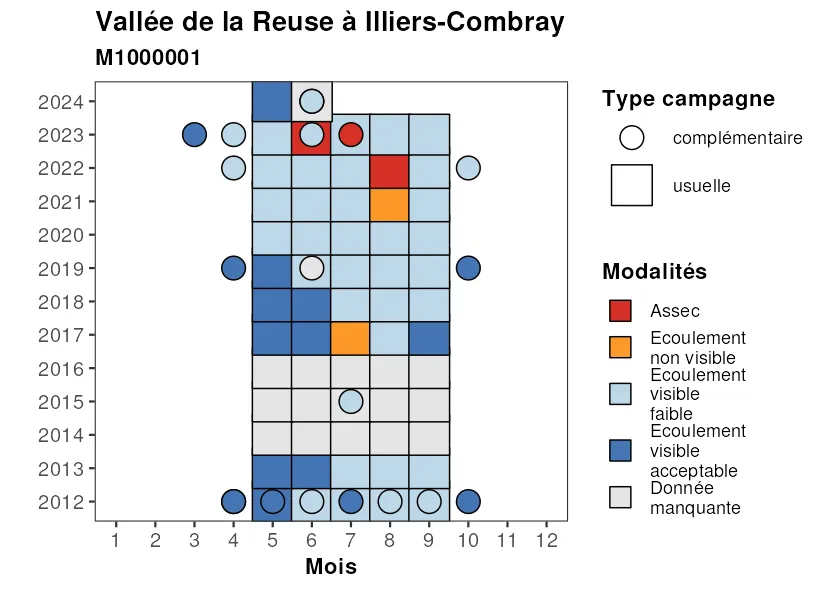 Vallée de la Reuse à Illiers-Combray
M1000001
2024
2023
2022
2021
2020
2019
2018
2017
2016
2015
2014
2013
2012
1 2 3 4 5 6 7 8 9 10 11 12
Mois
Type campagne
complémentaire
usuelle
Modalités
Assec
Ecoulement
non visible
Ecoulement
visible
faible
Ecoulement
visible
acceptable
Donnée
manquante